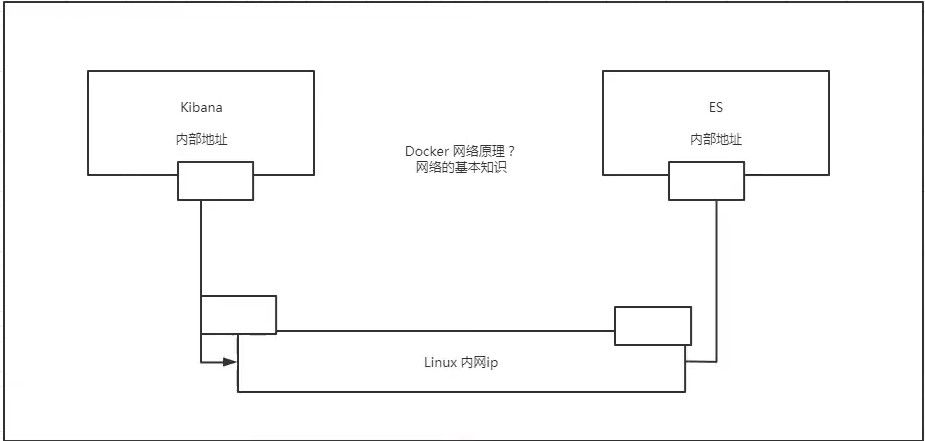 Kibana
内部地址
ES
内部地址
Docker 网络原理？
网络的基本知识
Linux 内网ip